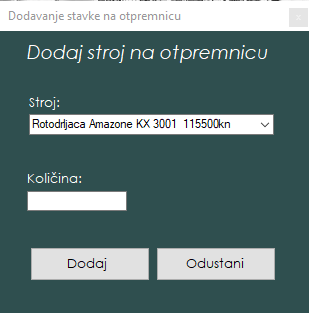 Dodavanje stavke na otpremnicu
Dodaj stroj na otpremnicu
Stroj:
Rotodrljaca Amazone KX 3001 115500kn
Količina:
Dodaj
Odustani